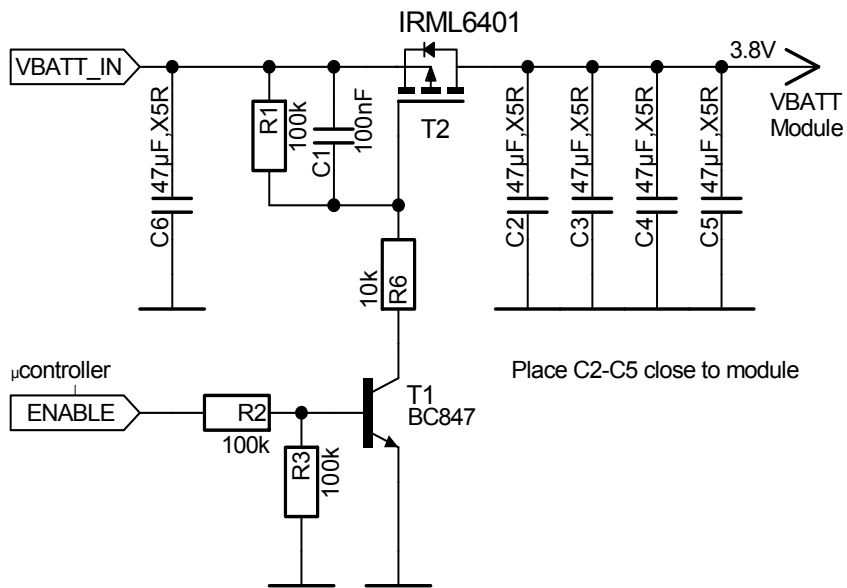 IRML6401
VBATT_IN
3.8V
VBATT
Module
R1
100k
C1
100nF
T2
C6
47µF,X5R
C2
47µF,X5R
C3
47µF,X5R
C4
47µF,X5R
C5
47µF,X5R
10k
R6
Place C2-C5 close to module
µcontroller
ENABLE
R2
100k
R3
100k
T1
BC847